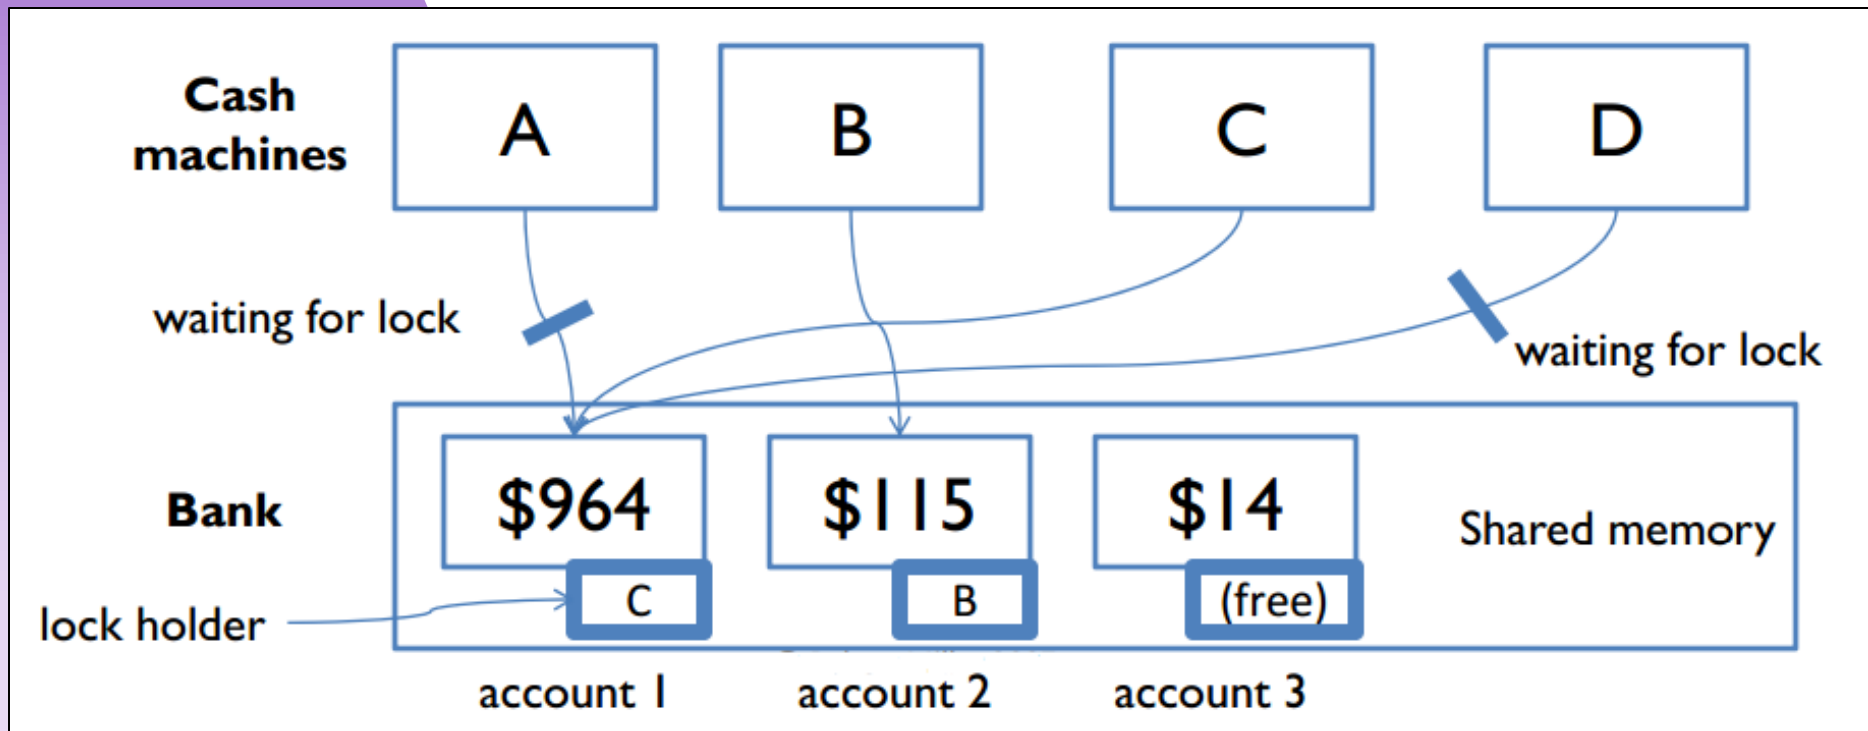 Cash
machines
A
B
C
D
waiting for lock
waiting for lock
Bank
$964
$115
$14
Shared memory
lock holder
C
B
(free)
account 1
account 2
account 3